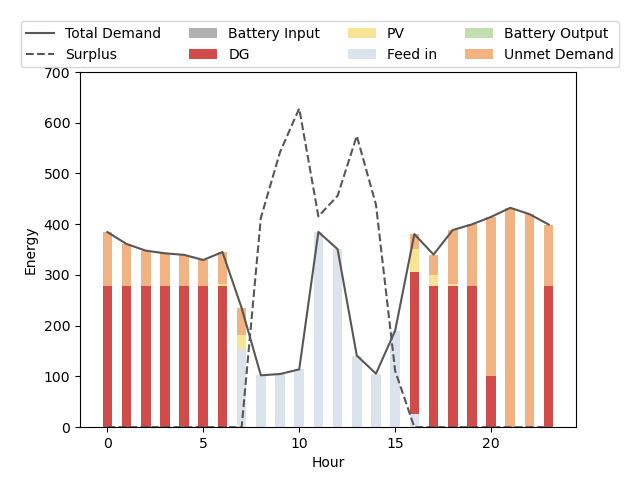 Total Demand Battery Input PV Battery Output
Surplus DG Feed in Unmet Demand
700
600
500
400
300
200
100
0
Energy
0 5 10 15 20
Hour